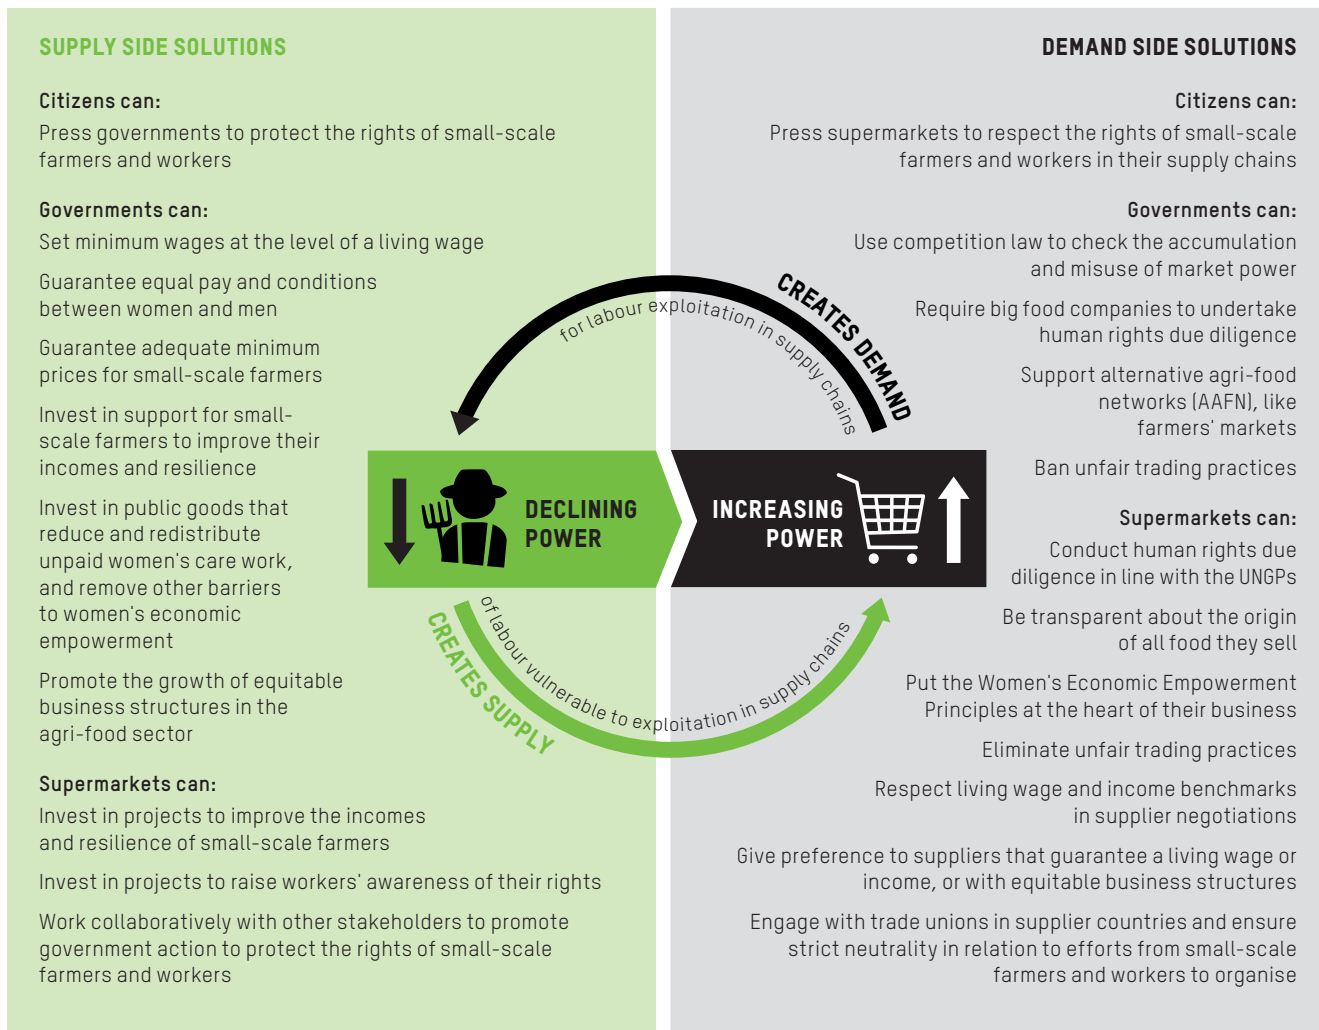 SUPPLY SIDE SOLUTIONS
Citizens can:
Press governments to protect the rights of small-scale
farmers and workers
Governments can:
Set minimum wages at the level of a living wage
Guarantee equal pay and conditions
between women and men
Guarantee adequate minimum
prices for small-scale farmers
Invest in support for small-
scale farmers to improve their
incomes and resilience
Invest in public goods that
reduce and redistribute
unpaid women's care work,
and remove other barriers
to women's economic
empowerment
Promote the growth of equitable
business structures in the
agri-food sector
Supermarkets can:
Invest in projects to improve the incomes
and resilience of small-scale farmers
Invest in projects to raise workers' awareness of their rights
Work collaboratively with other stakeholders to promote
government action to protect the rights of small-scale
farmers and workers
CREATES DEMAND
for labour exploitation in supply chains
DECLINING
POWER
INCREASING
POWER
CREATES SUPPLY
of labour vulnerable to exploitation in supply chains
DEMAND SIDE SOLUTIONS
Citizens can:
Press supermarkets to respect the rights of small-scale
farmers and workers in their supply chains
Governments can:
Use competition law to check the accumulation
and misuse of market power
Require big food companies to undertake
human rights due diligence
Support alternative agri-food
networks (AAFN), like
farmers' markets
Ban unfair trading practices
Supermarkets can:
Conduct human rights due
diligence in line with the UNGPs
Be transparent about the origin
of all food they sell
Put the Women's Economic Empowerment
Principles at the heart of their business
Eliminate unfair trading practices
Respect living wage and income benchmarks
in supplier negotiations
Give preference to suppliers that guarantee a living wage or
income, or with equitable business structures
Engage with trade unions in supplier countries and ensure
strict neutrality in relation to efforts from small-scale
farmers and workers to organise